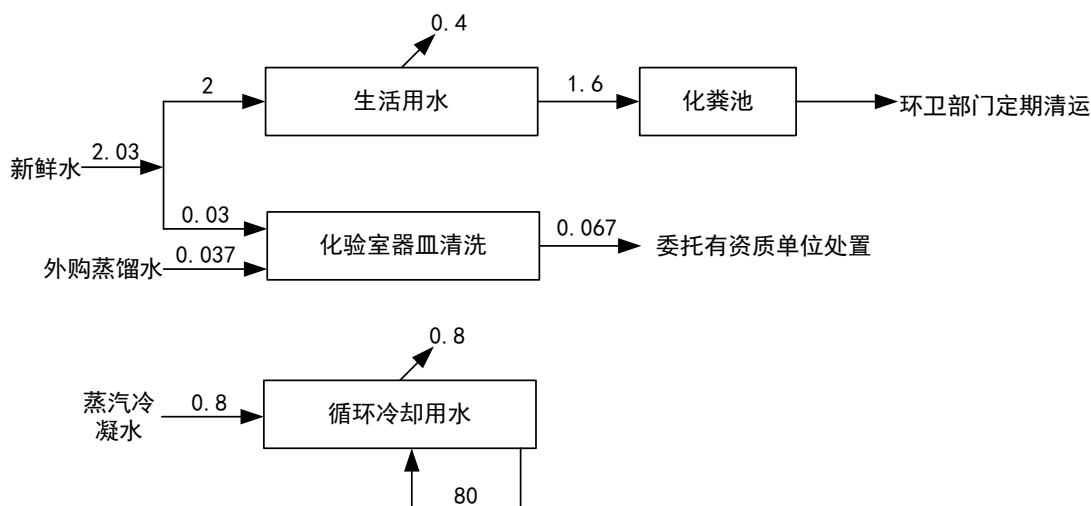 0.4
2
生活用水
1.6
化粪池
环卫部门定期清运
新鲜水
2.03
0.03
化验室器皿清洗
0.067
委托有资质单位处置
外购蒸馏水
0.037
0.8
蒸汽冷
凝水
0.8
循环冷却用水
80